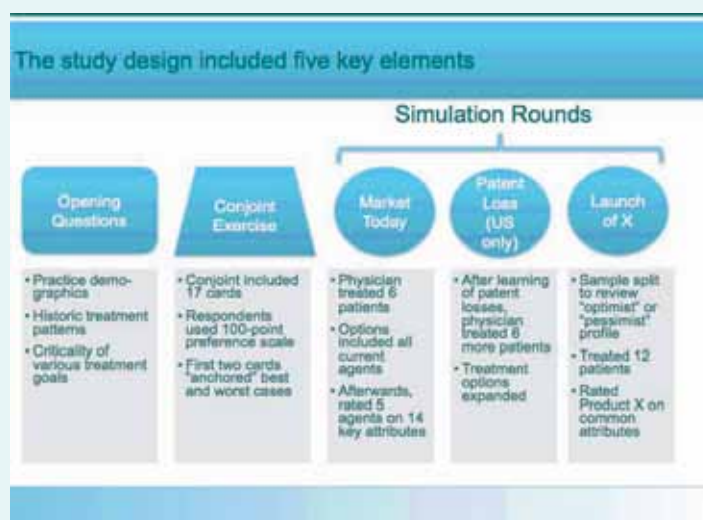 The study design included five key elements
Simulation Rounds
Opening
Questions
Conjoint
Exercise
Market
Today
Patent
Loss
(US
only)
Launch
of X
• Practice demo-
graphics
• Historic treatment
patterns
• Criticality of
various treatment
goals
• Conjoint included
17 cards
• Respondents
used 100-point
preference scale
• First two cards
"anchored" best
and worst cases
• Physician
treated 6
patients
• Options
included all
current
agents
• Afterwards,
rated 5
agents on 14
key attributes
• After learning
of patent
losses,
physician
treated 6
more patients
• Treatment
options
expanded
• Sample split
to review
"optimist" or
"pessimist"
profile
• Treated 12
patients
• Rated
Product X on
common
attributes